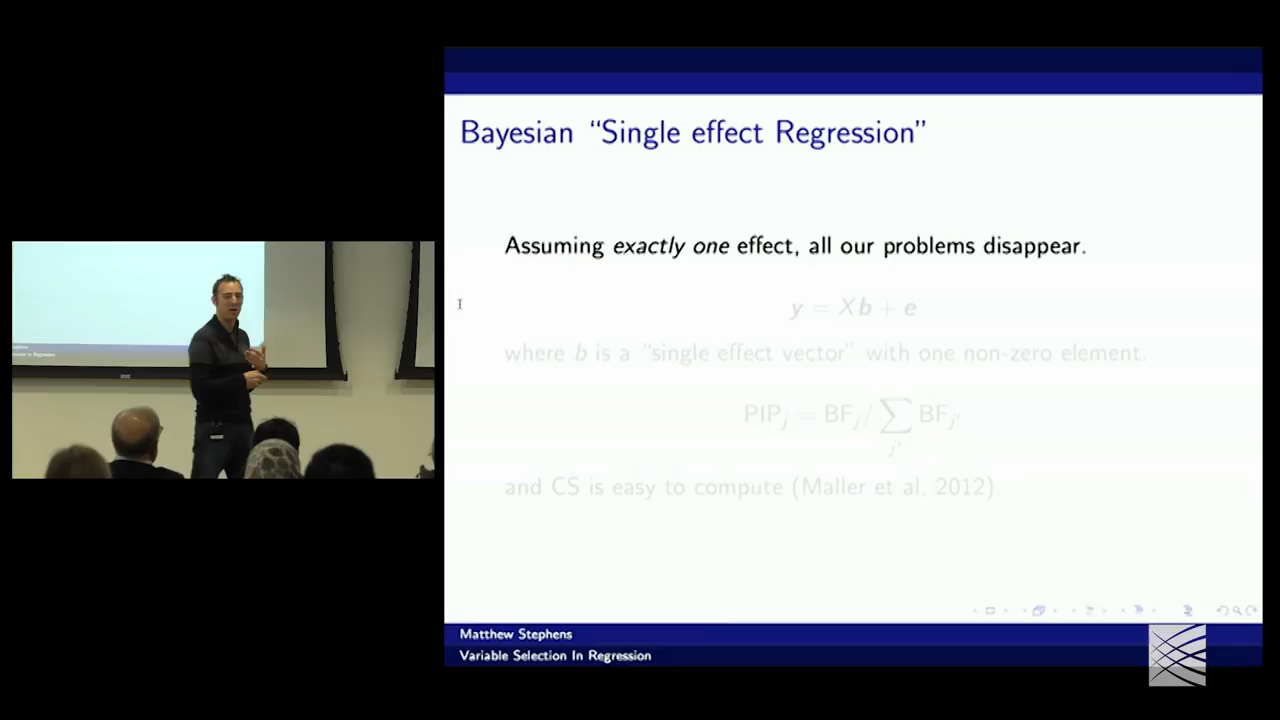 Bayesian “Single effect Regression”
Assuming exactly one effect, all our problems disappear.
y = Xb + e
where b is a “single effect vector” with one non-zero element.
PIP_j = BF_j / ∑_{j'} BF_{j'}
and CS is easy to compute (Maller et al, 2012).
Matthew Stephens
Variable Selection In Regression